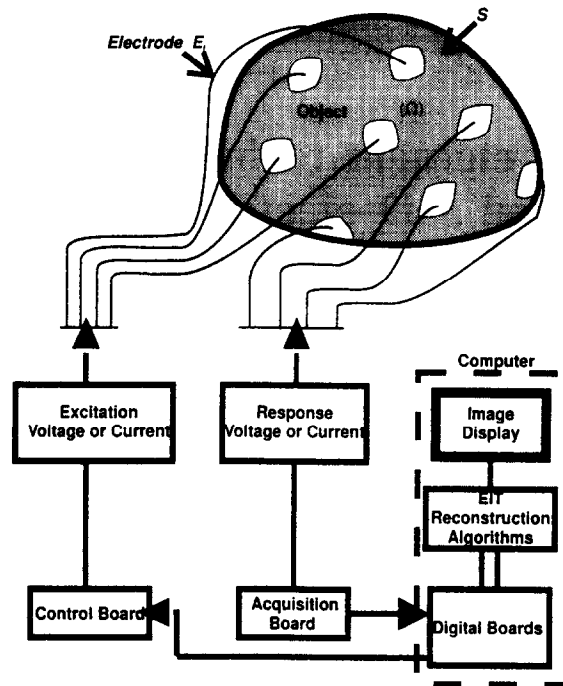 Electrode Ei
S
Object (Ω)
Computer
Excitation
Voltage or Current
Response
Voltage or Current
Image
Display
EIT
Reconstruction
Algorithms
Control Board
Acquisition
Board
Digital Boards